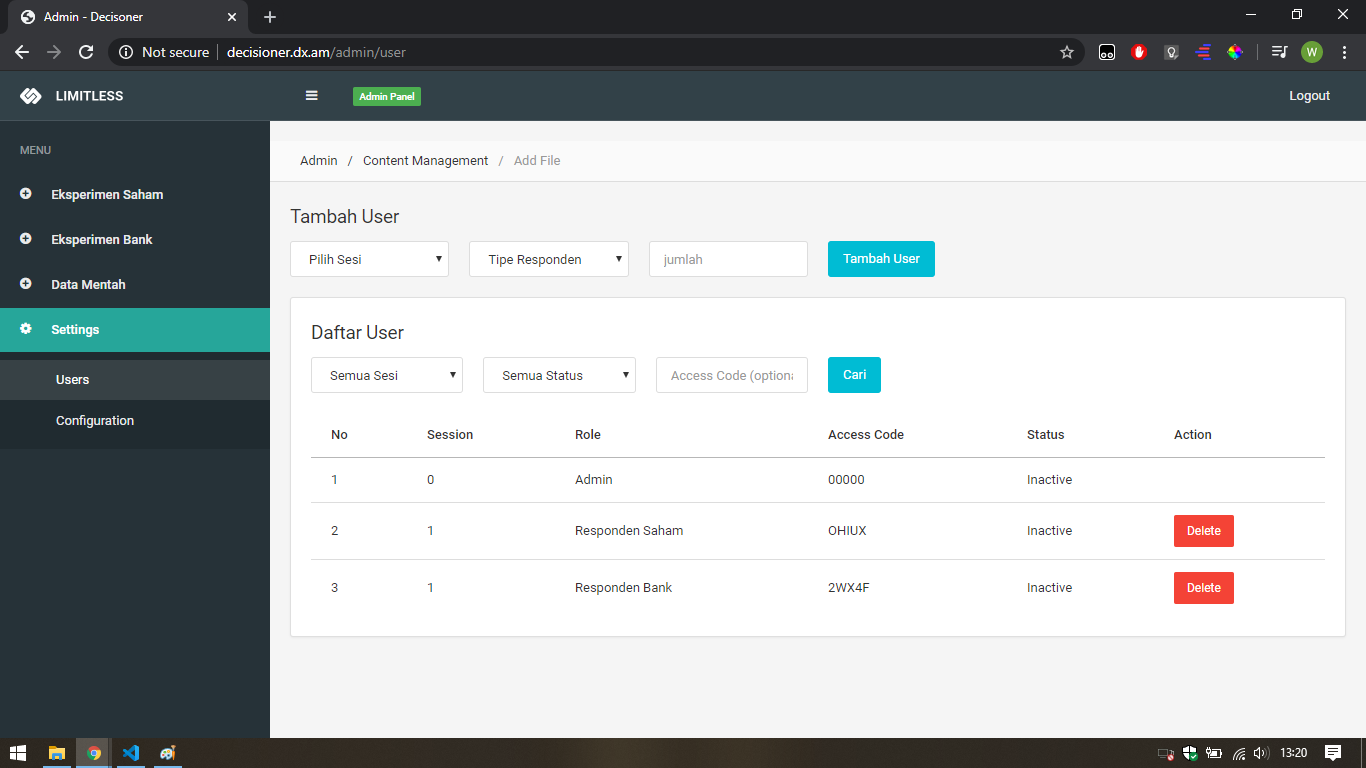 Admin - Decisoner
Not secure decisioner.dx.am/admin/user
W
LIMITLESS
Admin Panel
Logout
MENU
Eksperimen Saham
Eksperimen Bank
Data Mentah
Settings
Users
Configuration
Admin / Content Management / Add File
Tambah User
Pilih Sesi Tipe Responden jumlah Tambah User
Daftar User
Semua Sesi Semua Status Access Code (optiona Cari
No Session Role Access Code Status Action
1 0 Admin 00000 Inactive
2 1 Responden Saham OHIUX Inactive Delete
3 1 Responden Bank 2WX4F Inactive Delete
13:20